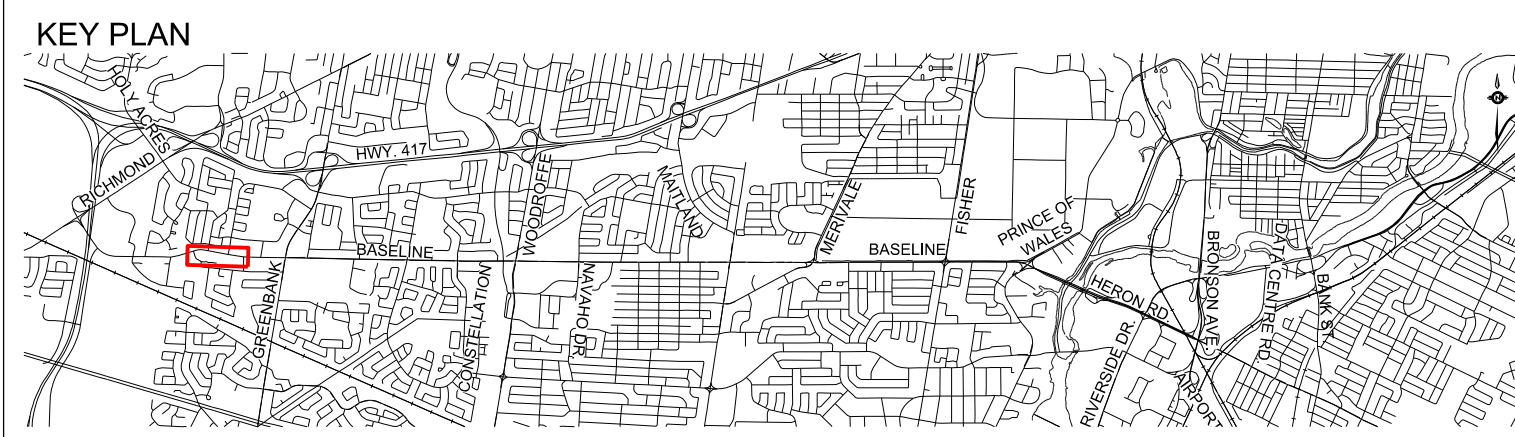 KEY PLAN
HOLY ACRES
RICHMOND
HWY. 417
WOODROFFE
MAITLAND
MERIVALE
FISHER
PRINCE OF
WALES
BASELINE
BASELINE
GREENBANK
CONSTELLATION
NAVAHO DR.
HERON RD.
RIVERSIDE DR.
AIRPORT
BRONSON AVE.
DATA CENTRE RD.
BANK ST.
N